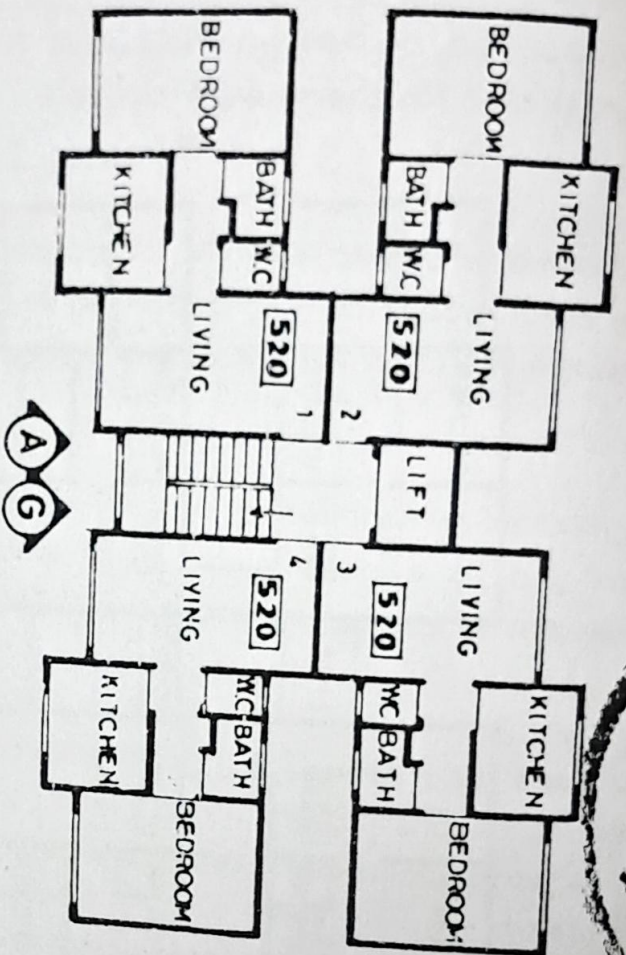 BEDROOM
BEDROOM
KITCHEN
BATH
BATH
KITCHEN
W.C
W.C
LIVING
520
520
LIVING
1
2
A
G
LIFT
LIVING
520
4
3
520
LIVING
KITCHEN
W.C
BATH
W.C
BATH
KITCHEN
BEDROOM
BEDROOM